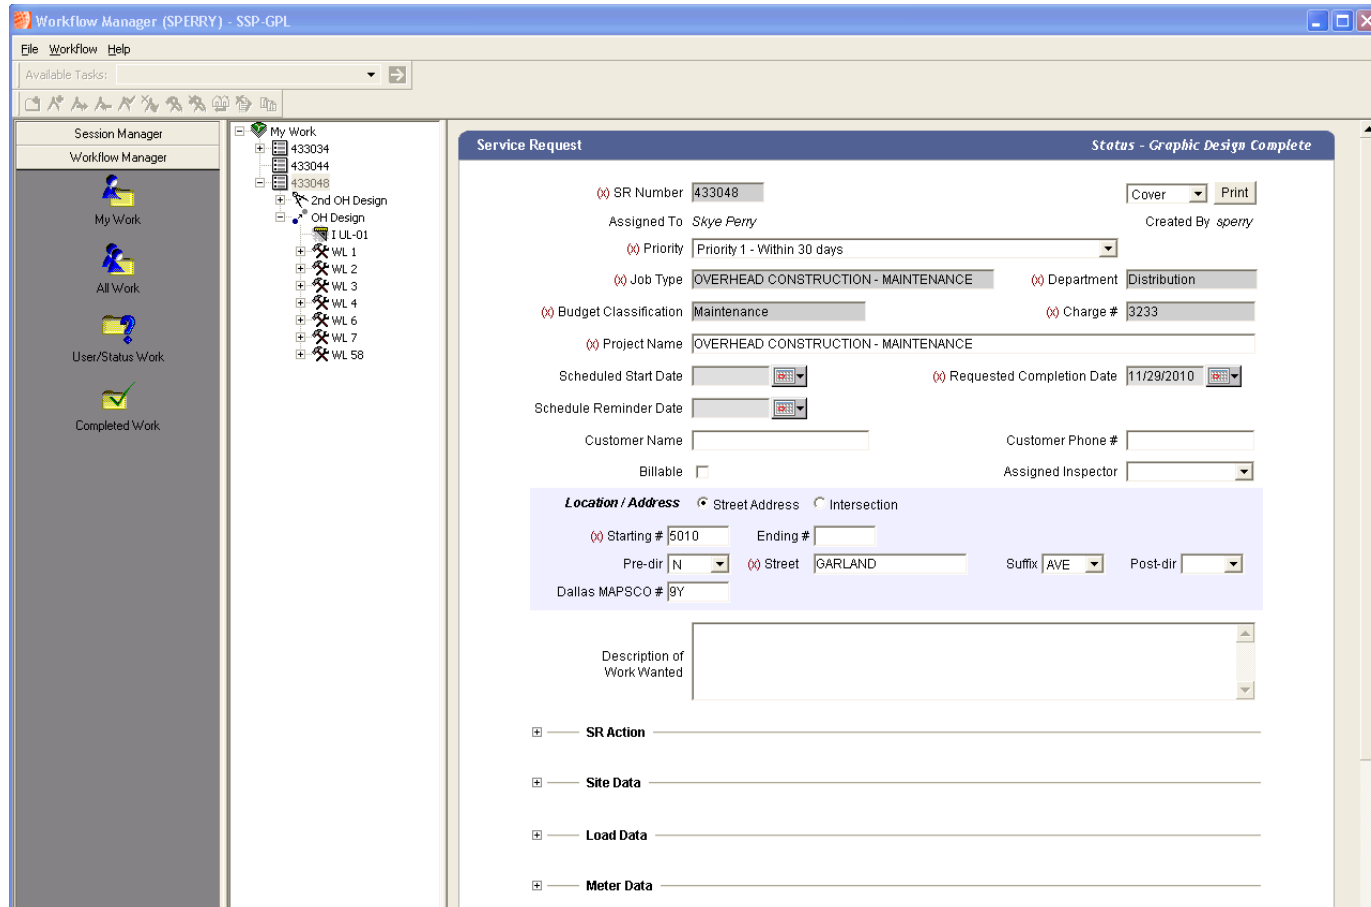 Workflow Manager (SPERRY) - SSP-GPL
File Workflow Help
Available Tasks:
Session Manager
Workflow Manager
My Work
All Work
User/Status Work
Completed Work
My Work
433034
433044
433048
2nd OH Design
OH Design
I UL-01
WL 1
WL 2
WL 3
WL 4
WL 6
WL 7
WL 58
Service Request Status - Graphic Design Complete
(x) SR Number 433048 Cover Print
Assigned To Skye Perry Created By sperry
(x) Priority Priority 1 - Within 30 days
(x) Job Type OVERHEAD CONSTRUCTION - MAINTENANCE (x) Department Distribution
(x) Budget Classification Maintenance (x) Charge # 3233
(x) Project Name OVERHEAD CONSTRUCTION - MAINTENANCE
Scheduled Start Date (x) Requested Completion Date 11/29/2010
Schedule Reminder Date
Customer Name Customer Phone #
Billable Assigned Inspector
Location / Address Street Address Intersection
(x) Starting # 5010 Ending #
Pre-dir N (x) Street GARLAND Suffix AVE Post-dir
Dallas MAPSCO # 9Y
Description of
Work Wanted
SR Action
Site Data
Load Data
Meter Data